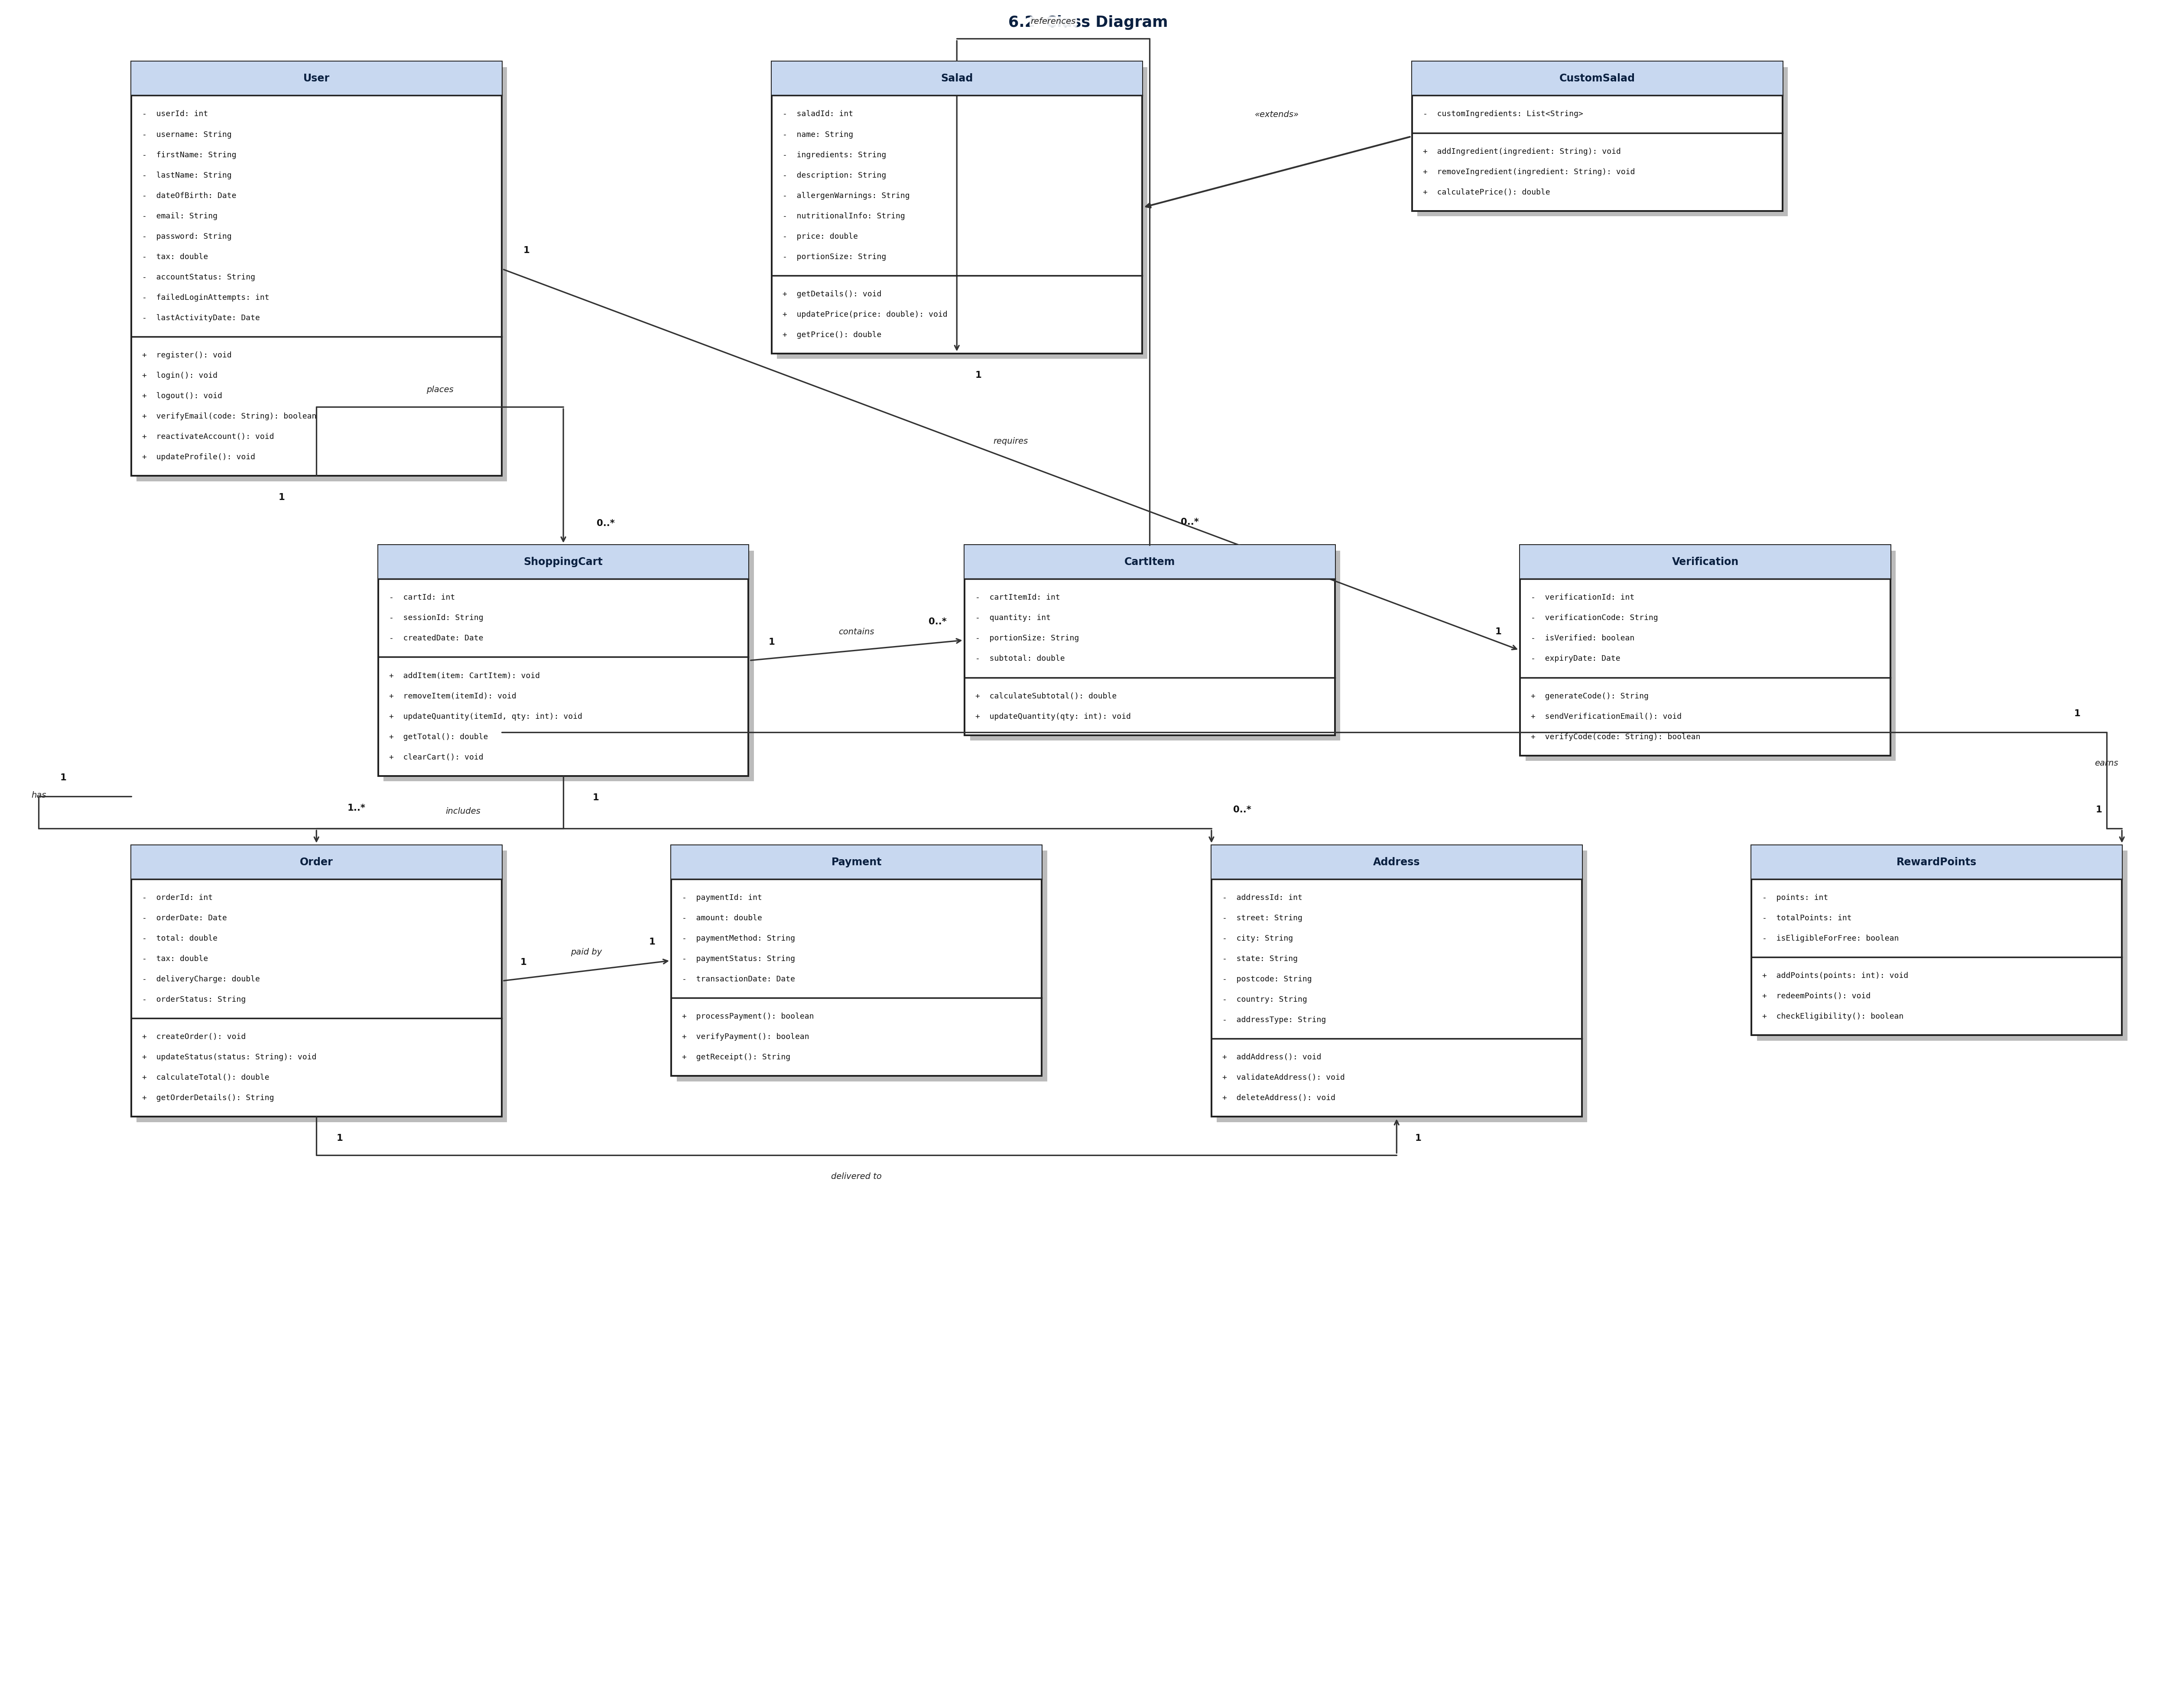 6. ss Diagram
references
User
- userId: int
- username: String
- firstName: String
- lastName: String
- dateOfBirth: Date
- email: String
- password: String
- tax: double
- accountStatus: String
- failedLoginAttempts: int
- lastActivityDate: Date
+ register(): void
+ login(): void
+ logout(): void
+ verifyEmail(code: String): boolean
+ reactivateAccount(): void
+ updateProfile(): void
Salad
- saladId: int
- name: String
- ingredients: String
- description: String
- allergenWarnings: String
- nutritionalInfo: String
- price: double
- portionSize: String
+ getDetails(): void
+ updatePrice(price: double): void
+ getPrice(): double
«extends»
CustomSalad
- customIngredients: List<String>
+ addIngredient(ingredient: String): void
+ removeIngredient(ingredient: String): void
+ calculatePrice(): double
1
1
places
requires
1
0..*
0..*
ShoppingCart
- cartId: int
- sessionId: String
- createdDate: Date
+ addItem(item: CartItem): void
+ removeItem(itemId): void
+ updateQuantity(itemId, qty: int): void
+ getTotal(): double
+ clearCart(): void
1
contains
0..*
CartItem
- cartItemId: int
- quantity: int
- portionSize: String
- subtotal: double
+ calculateSubtotal(): double
+ updateQuantity(qty: int): void
1
Verification
- verificationId: int
- verificationCode: String
- isVerified: boolean
- expiryDate: Date
+ generateCode(): String
+ sendVerificationEmail(): void
+ verifyCode(code: String): boolean
1
earns
1
has
1
1..*
includes
0..*
1
Order
- orderId: int
- orderDate: Date
- total: double
- tax: double
- deliveryCharge: double
- orderStatus: String
+ createOrder(): void
+ updateStatus(status: String): void
+ calculateTotal(): double
+ getOrderDetails(): String
1
paid by
1
Payment
- paymentId: int
- amount: double
- paymentMethod: String
- paymentStatus: String
- transactionDate: Date
+ processPayment(): boolean
+ verifyPayment(): boolean
+ getReceipt(): String
Address
- addressId: int
- street: String
- city: String
- state: String
- postcode: String
- country: String
- addressType: String
+ addAddress(): void
+ validateAddress(): void
+ deleteAddress(): void
RewardPoints
- points: int
- totalPoints: int
- isEligibleForFree: boolean
+ addPoints(points: int): void
+ redeemPoints(): void
+ checkEligibility(): boolean
1
1
delivered to